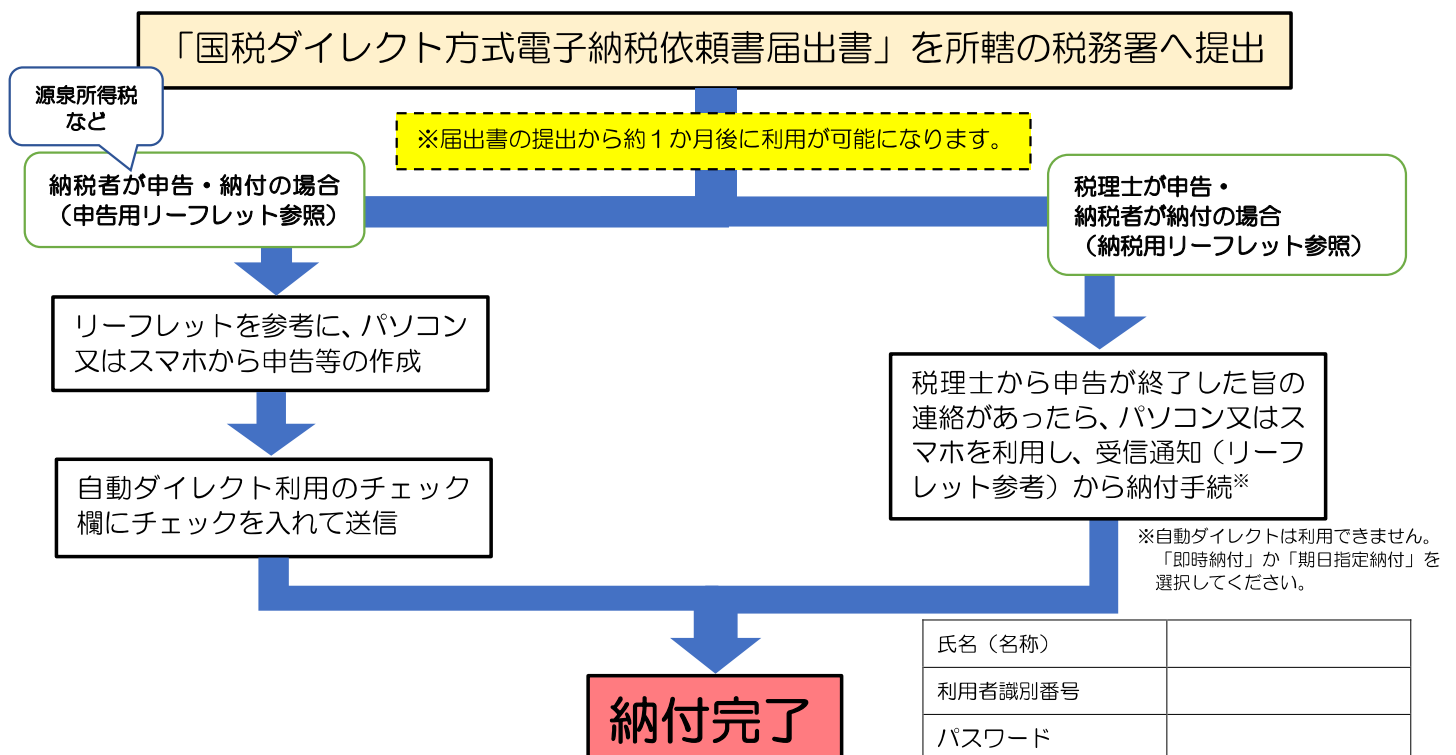 「国税ダイレクト方式電子納税依頼書届出書」を所轄の税務署へ提出
源泉所得税
など
※届出書の提出から約１か月後に利用が可能になります。
納税者が申告・納付の場合
（申告用リーフレット参照）
税理士が申告・
納税者が納付の場合
（納税用リーフレット参照）
リーフレットを参考に、パソコン
又はスマホから申告等の作成
自動ダイレクト利用のチェック
欄にチェックを入れて送信
税理士から申告が終了した旨の
連絡があったら、パソコン又はス
マホを利用し、受信通知（リーフ
レット参考）から納付手続※
※自動ダイレクトは利用できません。
「即時納付」か「期日指定納付」を
選択してください。
納付完了
氏名（名称）
利用者識別番号
パスワード